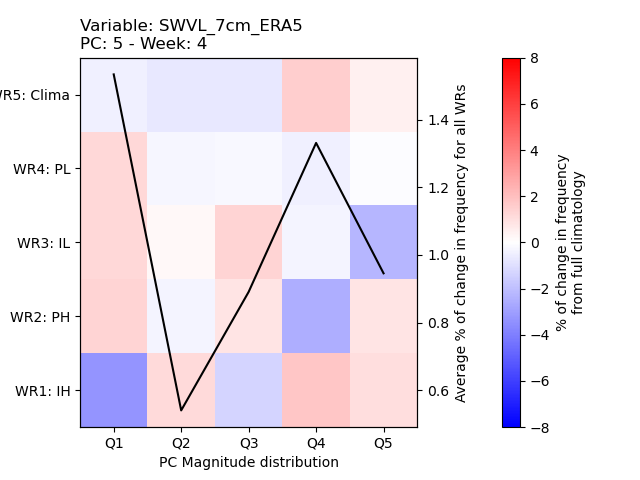 Variable: SWVL_7cm_ERA5
PC: 5 - Week: 4
WR5: Clima
WR4: PL
WR3: IL
WR2: PH
WR1: IH
Q1 Q2 Q3 Q4 Q5
PC Magnitude distribution
1.4
1.2
1.0
0.8
0.6
Average % of change in frequency for all WRs
8
6
4
2
0
−2
−4
−6
−8
% of change in frequency
from full climatology